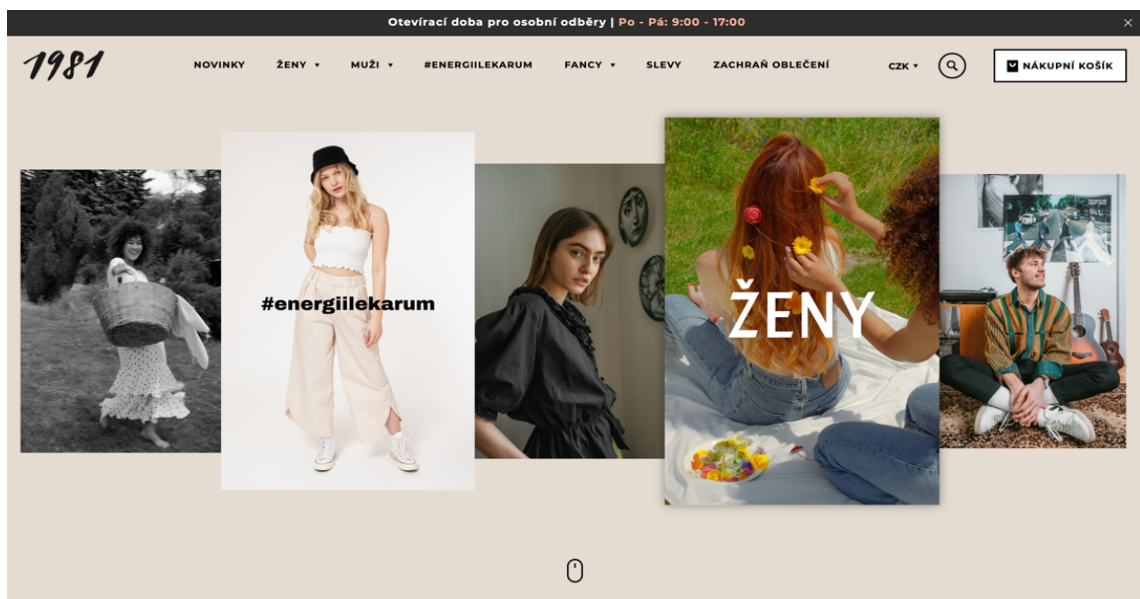 Otevírací doba pro osobní odběry | Po - Pá: 9:00 - 17:00
1981
NOVINKY ŽENY MUŽI #ENERGIILEKARUM FANCY SLEVY ZACHRAŇ OBLEČENÍ CZK NÁKUPNÍ KOŠÍK
#energiilekarum
ŽENY